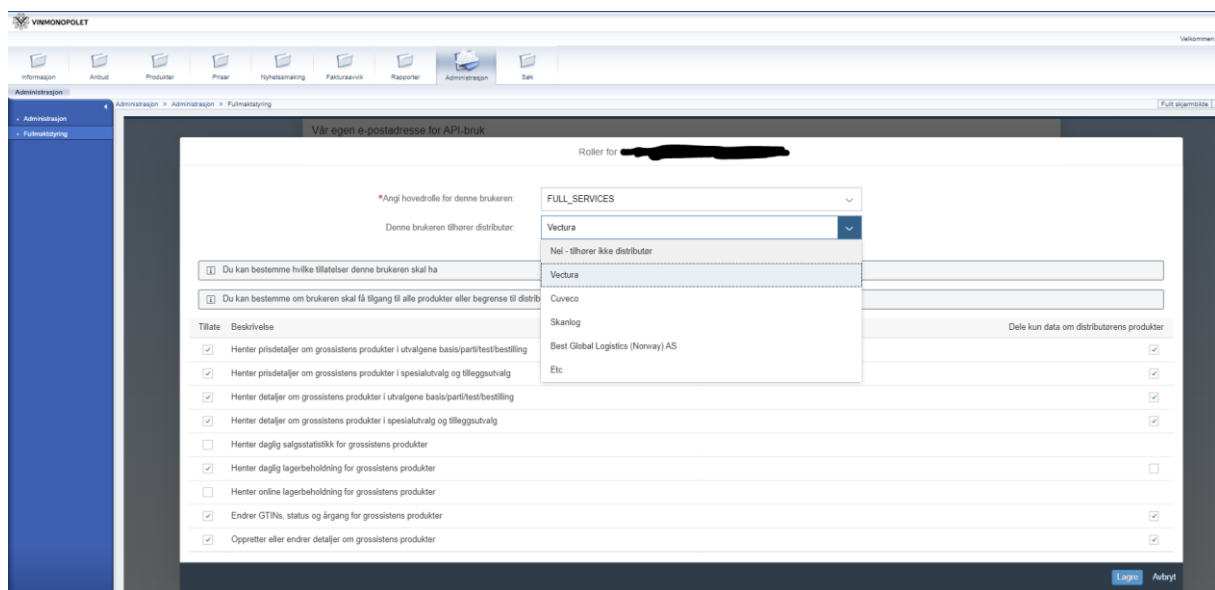 VINMONOPOLET
Velkommen
Informasjon Anbud Produkter Priser Nyhetssmaking Fakturaavvik Rapporter Administrasjon Søk
Administrasjon
Administrasjon > Administrasjon > Fullmaktstyring
Fullt skjermbilde
Administrasjon
Fullmaktstyring
Vår egen e-postadresse for API-bruk
Roller for
*Angi hovedrolle for denne brukeren: FULL_SERVICES
Denne brukeren tilhører distributør: Vectura
Nei - tilhører ikke distributør
Vectura
Cuveco
Skanlog
Best Global Logistics (Norway) AS
Etc
Du kan bestemme hvilke tillatelser denne brukeren skal ha
Du kan bestemme om brukeren skal få tilgang til alle produkter eller begrense til distrib
Tillate Beskrivelse Dele kun data om distributørens produkter
Henter prisdetaljer om grossistens produkter i utvalgene basis/parti/test/bestilling
Henter prisdetaljer om grossistens produkter i spesialutvalg og tilleggsutvalg
Henter detaljer om grossistens produkter i utvalgene basis/parti/test/bestilling
Henter detaljer om grossistens produkter i spesialutvalg og tilleggsutvalg
Henter daglig salgsstatistikk for grossistens produkter
Henter daglig lagerbeholdning for grossistens produkter
Henter online lagerbeholdning for grossistens produkter
Endrer GTINs, status og årgang for grossistens produkter
Oppretter eller endrer detaljer om grossistens produkter
Lagre Avbryt